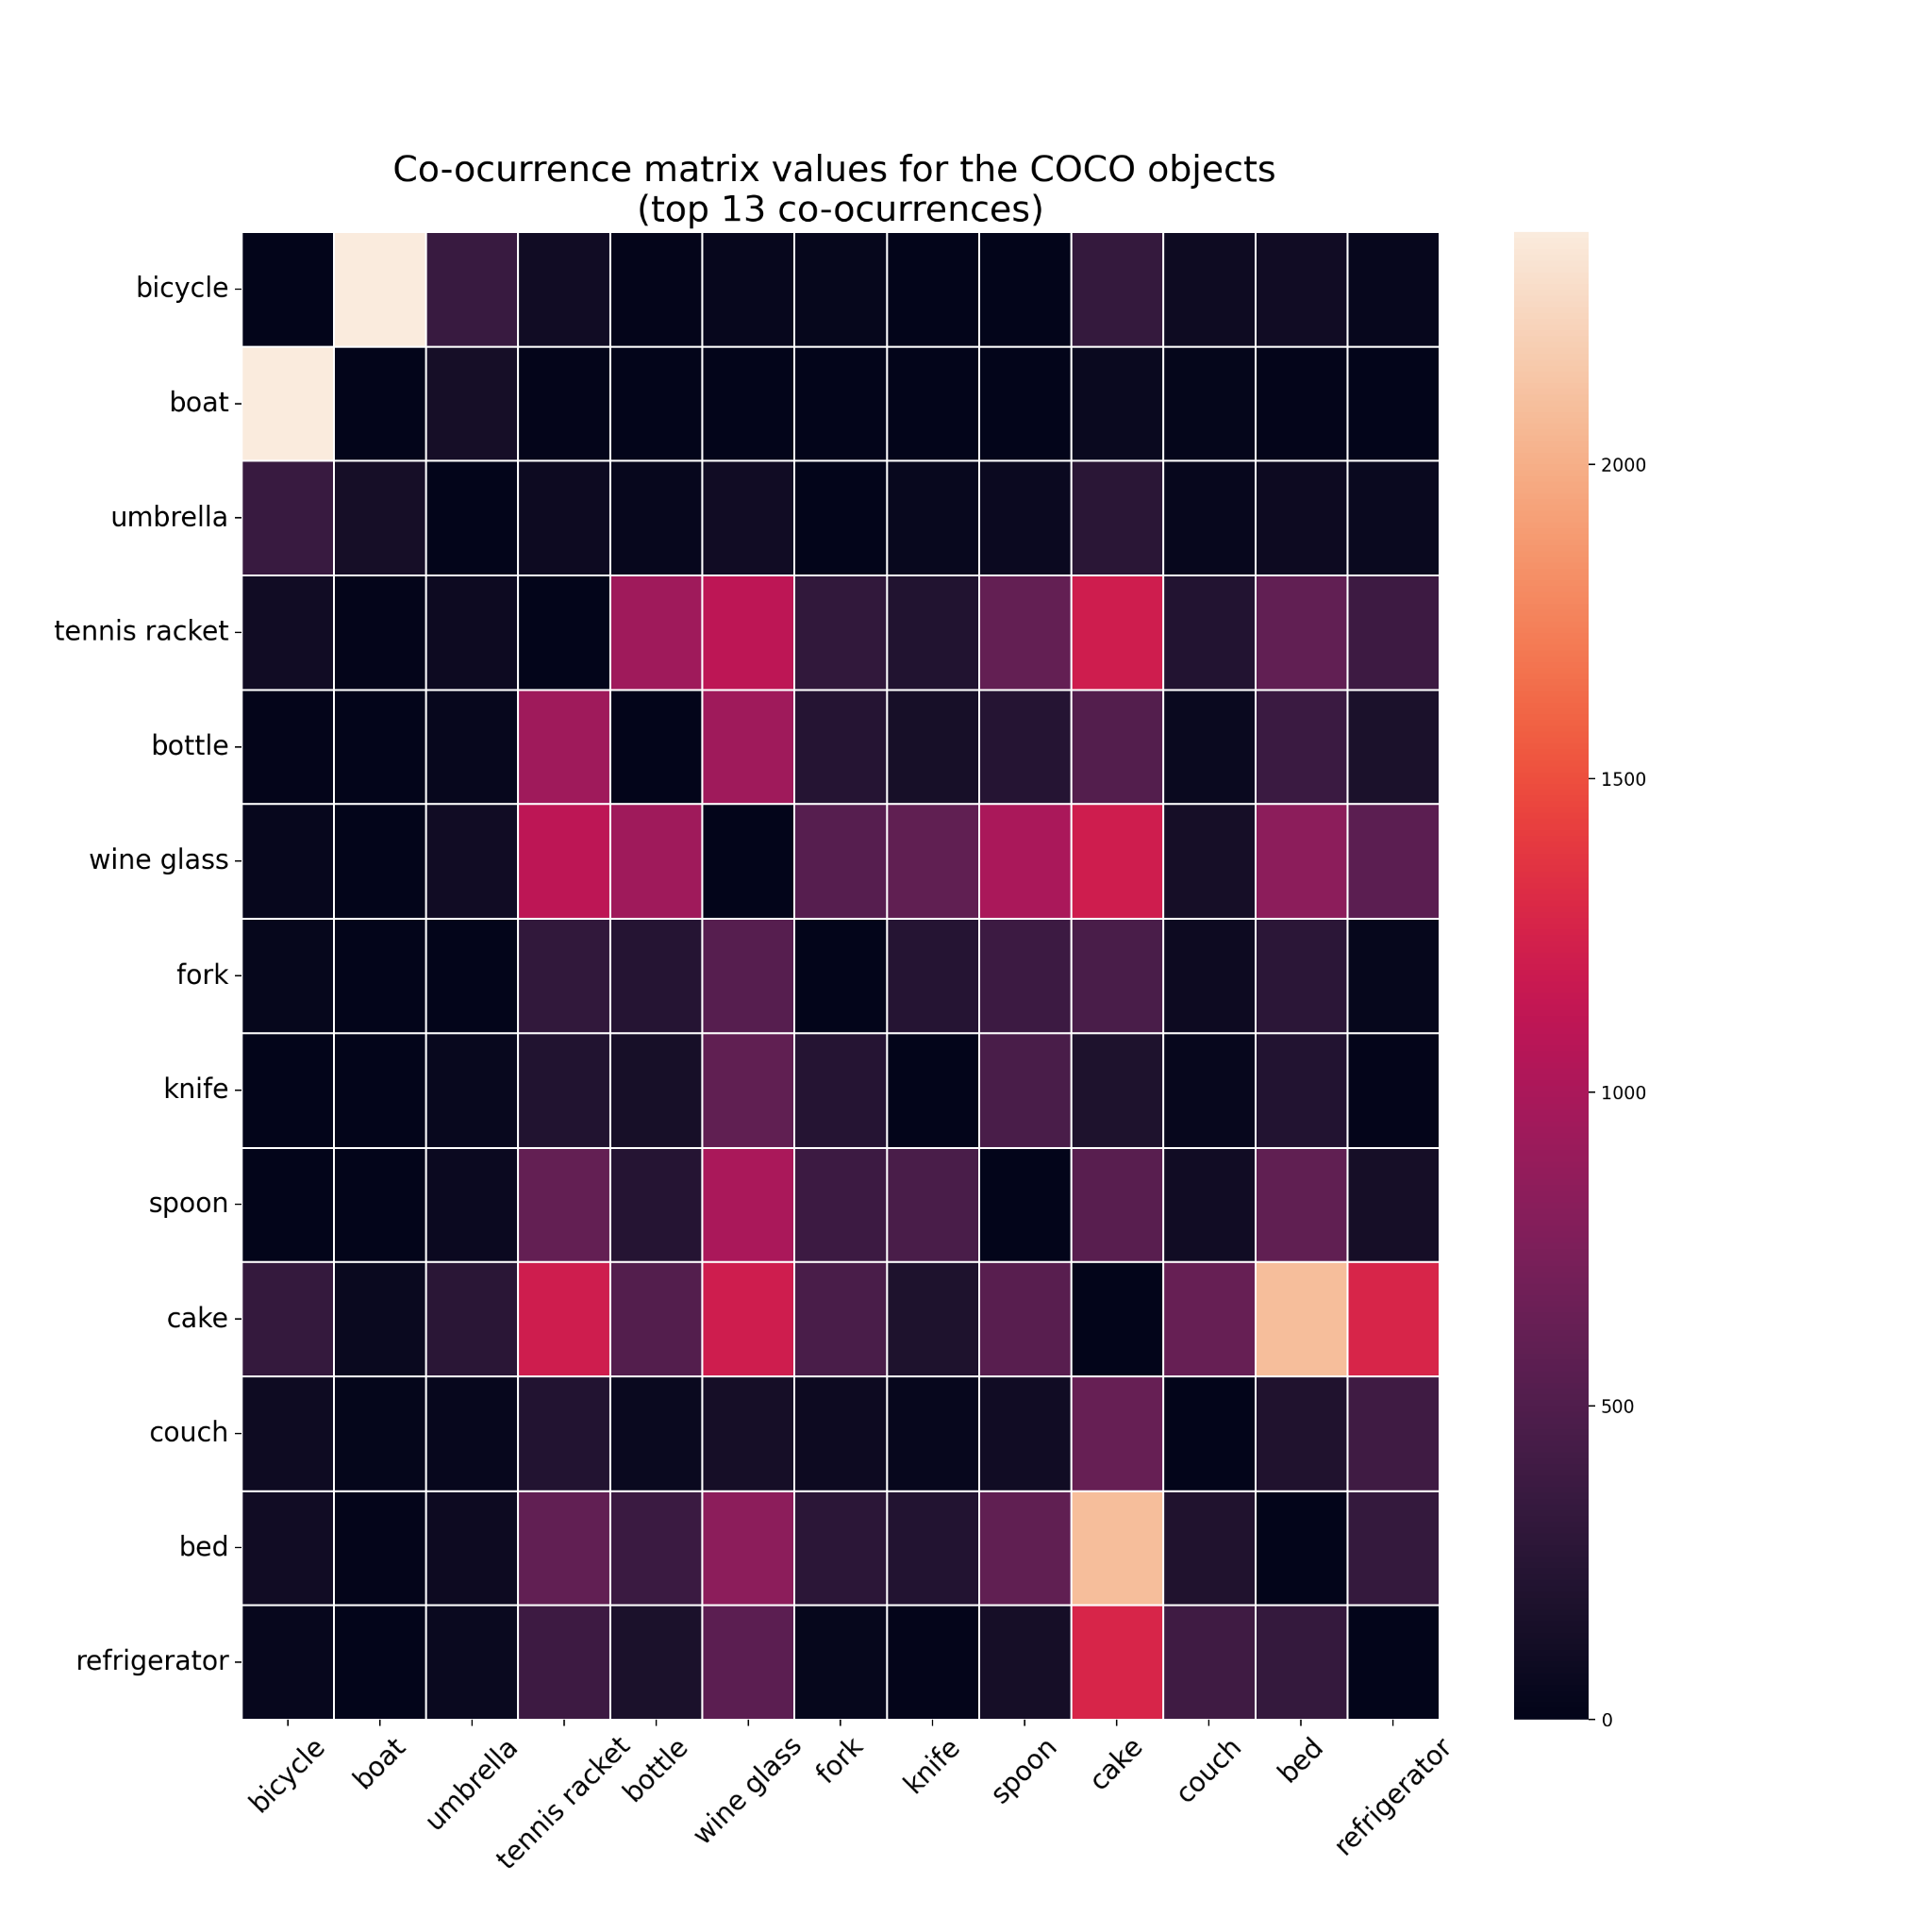 Co-ocurrence matrix values for the COCO objects
(top 13 co-ocurrences)
bicycle
boat
umbrella
tennis racket
bottle
wine glass
fork
knife
spoon
cake
couch
bed
refrigerator
bicycle
boat
umbrella
tennis racket
bottle
wine glass
fork
knife
spoon
cake
couch
bed
refrigerator
2000
1500
1000
500
0